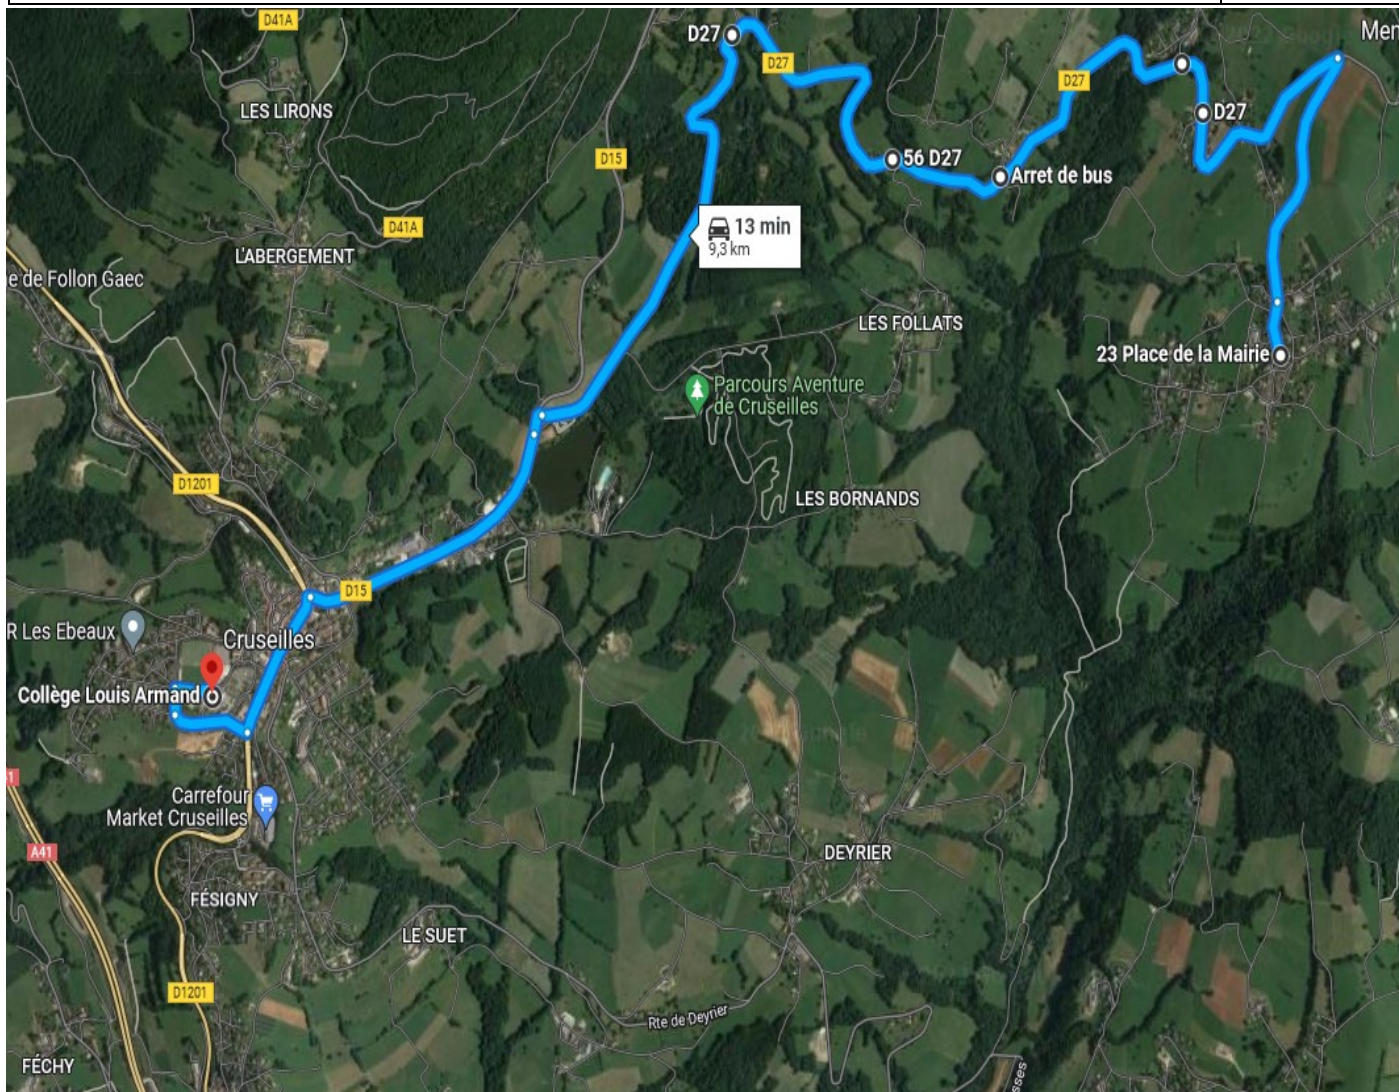 D41A
D27
Men
D27
LES LIRONS
D27
D27
D15
56 D27
Arret de bus
D41A
13 min
9,3 km
L'ABERGEMENT
e de Follon Gaec
LES FOLLATS
23 Place de la Mairie
Parcours Aventure
de Cruseilles
D1201
LES BORNANDS
D15
R Les Ebeaux
Cruseilles
Collège Louis Armand
Carrefour
Market Cruseilles
A41
DEYRIER
FÉSIGNY
LE SUET
D1201
Rte de Deyrier
FÉCHY
sses